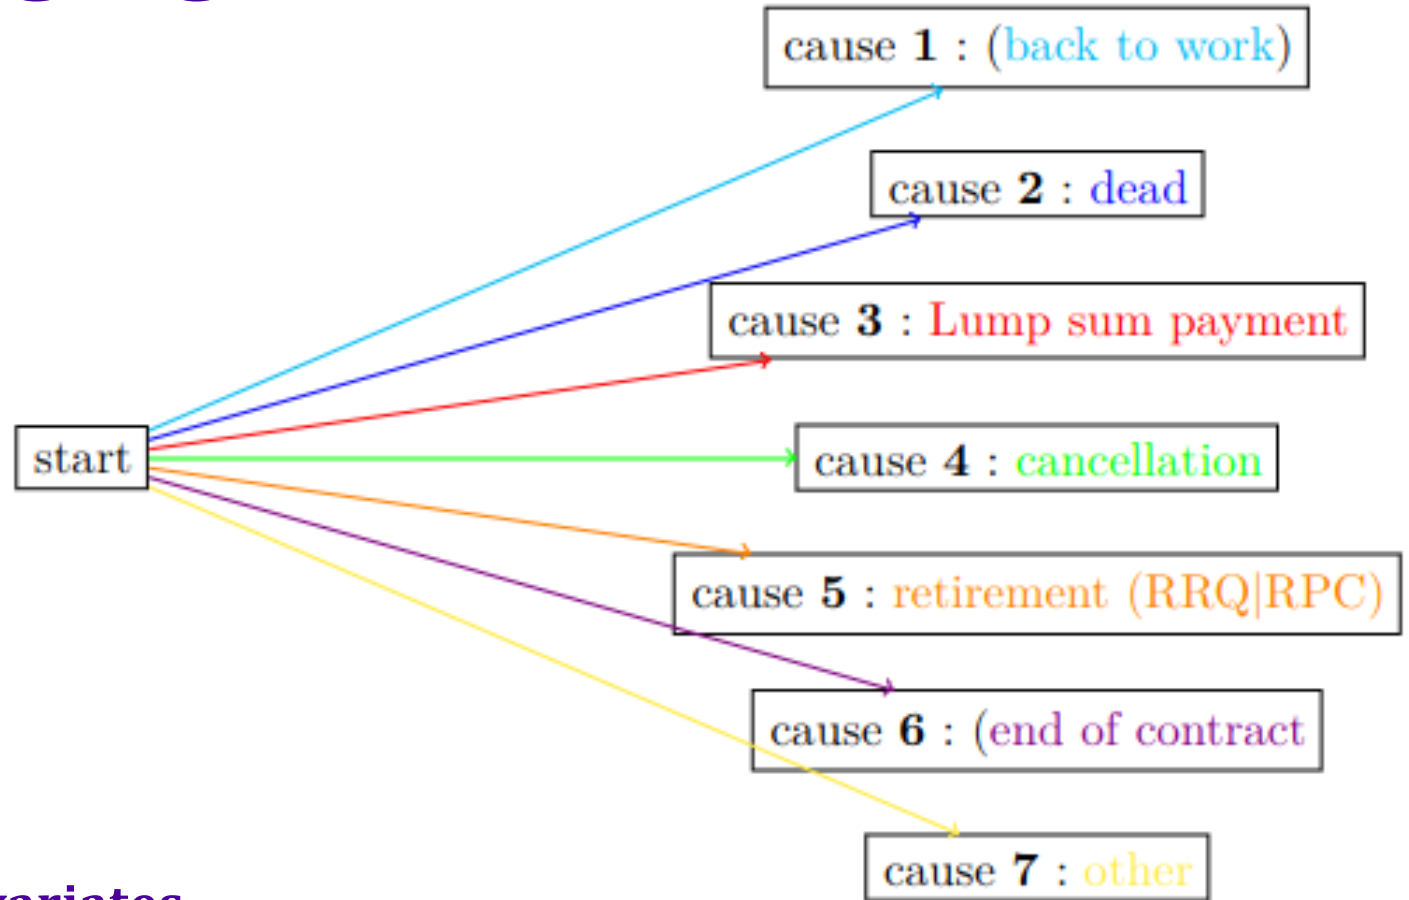 cause 1 : (back to work)
cause 2 : dead
cause 3 : Lump sum payment
start
cause 4 : cancellation
cause 5 : retirement (RRQ|RPC)
cause 6 : (end of contract
cause 7 : other